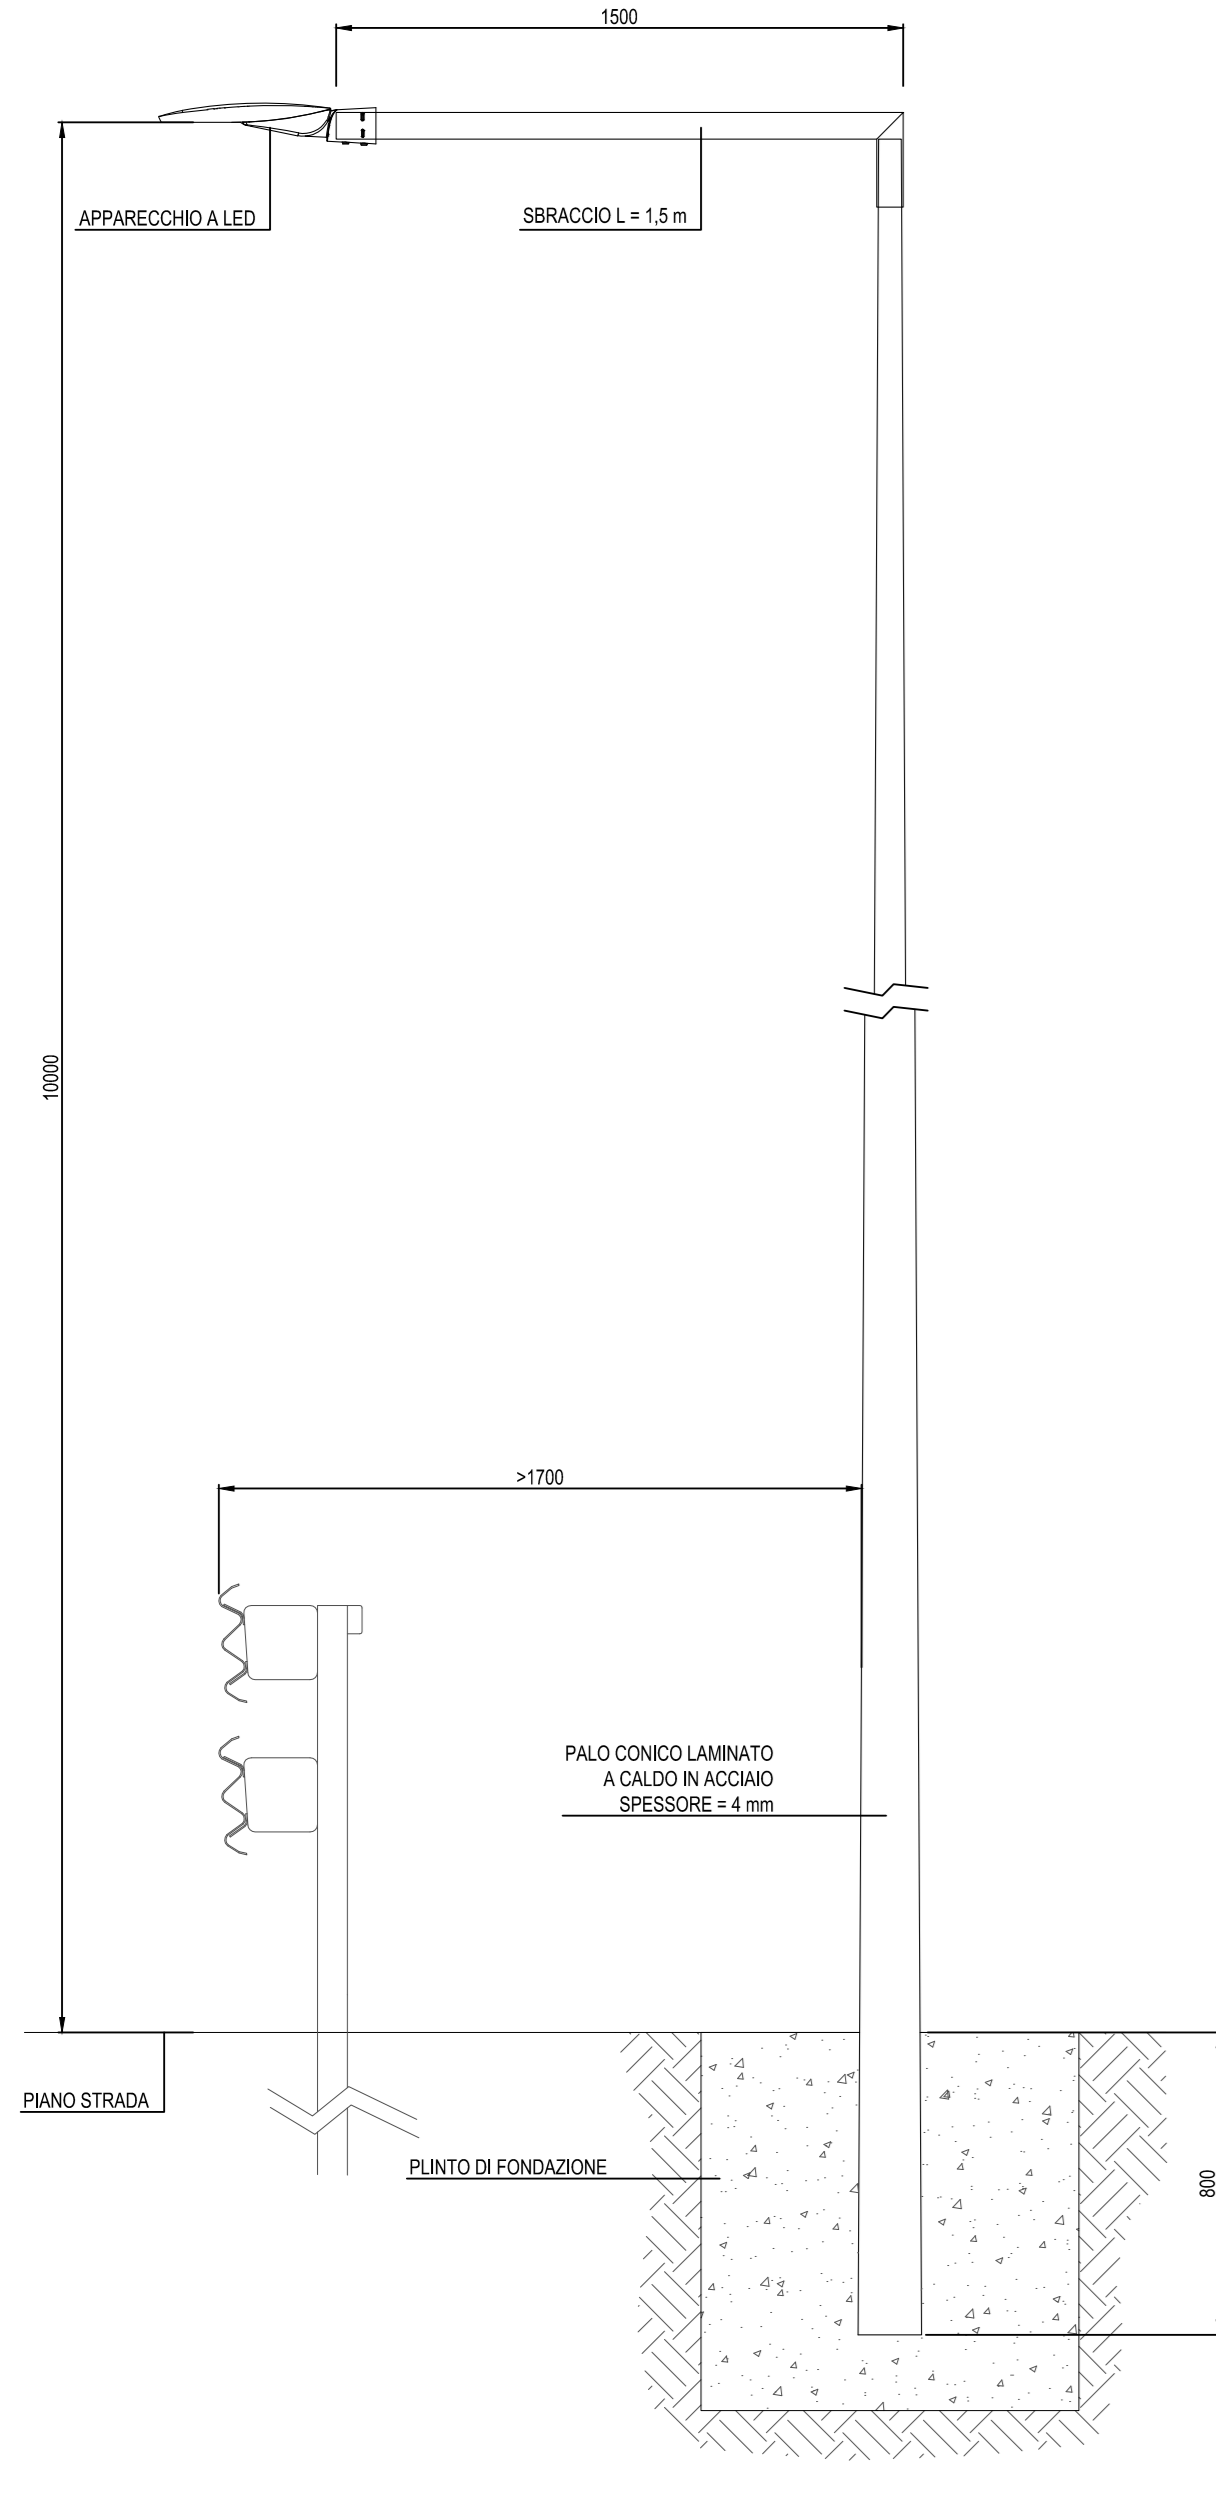 1500
APPARECCHIO A LED
SBRACCIO L = 1,5 m
10000
>1700
PALO CONICO LAMINATO
A CALDO IN ACCIAIO
SPESSORE = 4 mm
PIANO STRADA
PLINTO DI FONDAZIONE
800